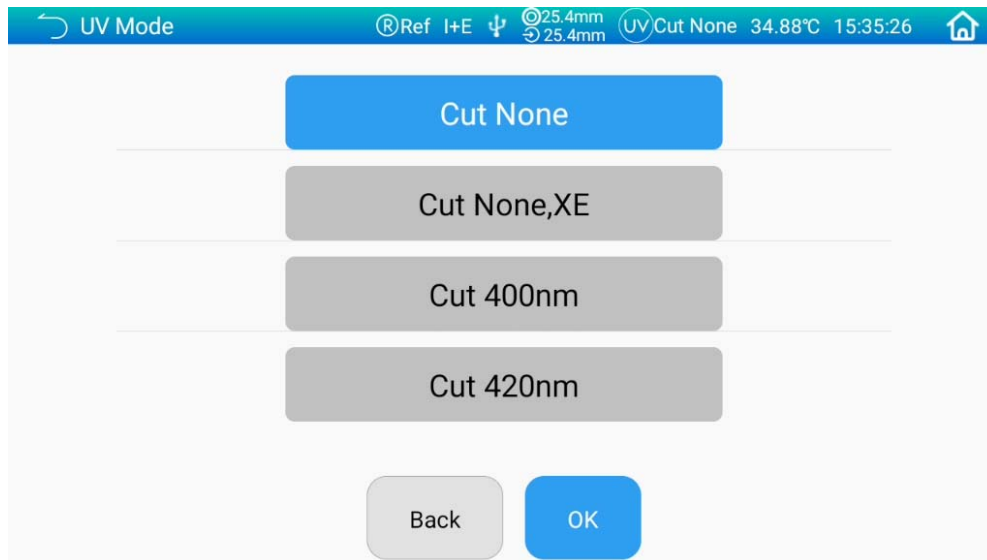 UV Mode ®Ref I+E 25.4mm UV Cut None 34.88℃ 15:35:26
25.4mm
Cut None
Cut None,XE
Cut 400nm
Cut 420nm
Back OK